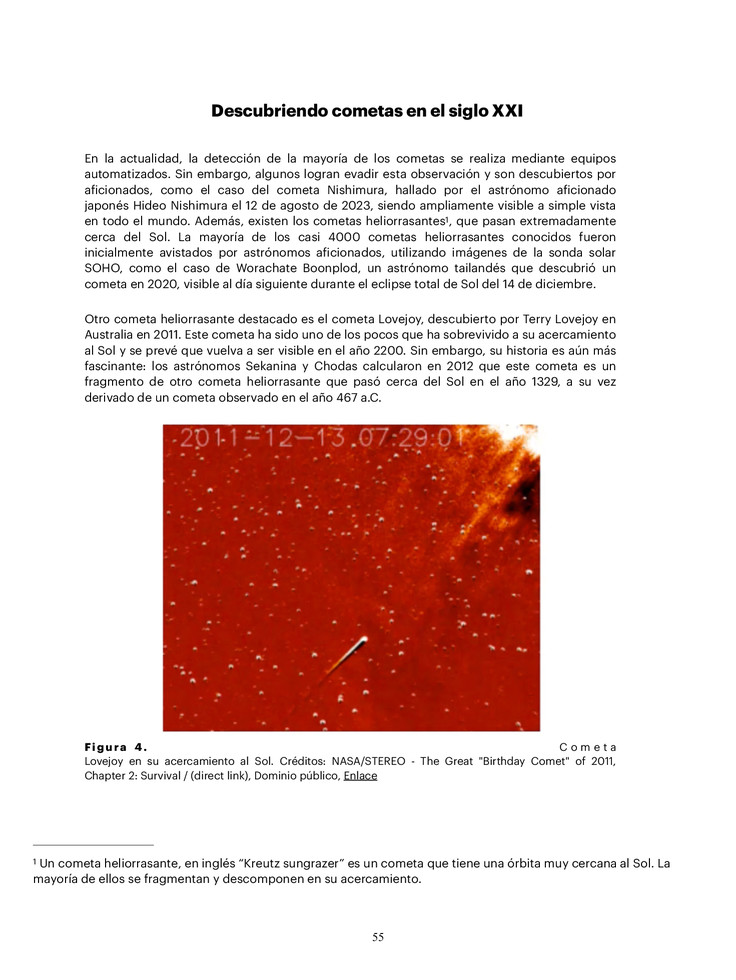 Descubriendo cometas en el siglo XXI
En la actualidad, la detección de la mayoría de los cometas se realiza mediante equipos
automatizados. Sin embargo, algunos logran evadir esta observación y son descubiertos por
aficionados, como el caso del cometa Nishimura, hallado por el astrónomo aficionado
japonés Hideo Nishimura el 12 de agosto de 2023, siendo ampliamente visible a simple vista
en todo el mundo. Además, existen los cometas heliorrasantes¹, que pasan extremadamente
cerca del Sol. La mayoría de los casi 4000 cometas heliorrasantes conocidos fueron
inicialmente avistados por astrónomos aficionados, utilizando imágenes de la sonda solar
SOHO, como el caso de Worachate Boonplod, un astrónomo tailandés que descubrió un
cometa en 2020, visible al día siguiente durante el eclipse total de Sol del 14 de diciembre.
Otro cometa heliorrasante destacado es el cometa Lovejoy, descubierto por Terry Lovejoy en
Australia en 2011. Este cometa ha sido uno de los pocos que ha sobrevivido a su acercamiento
al Sol y se prevé que vuelva a ser visible en el año 2200. Sin embargo, su historia es aún más
fascinante: los astrónomos Sekanina y Chodas calcularon en 2012 que este cometa es un
fragmento de otro cometa heliorrasante que pasó cerca del Sol en el año 1329, a su vez
derivado de un cometa observado en el año 467 a.C.
2011-12-13 07:29:01
Figura 4. Cometa
Lovejoy en su acercamiento al Sol. Créditos: NASA/STEREO - The Great "Birthday Comet" of 2011,
Chapter 2: Survival / (direct link), Dominio público, Enlace
¹ Un cometa heliorrasante, en inglés “Kreutz sungrazer” es un cometa que tiene una órbita muy cercana al Sol. La
mayoría de ellos se fragmentan y descomponen en su acercamiento.
55